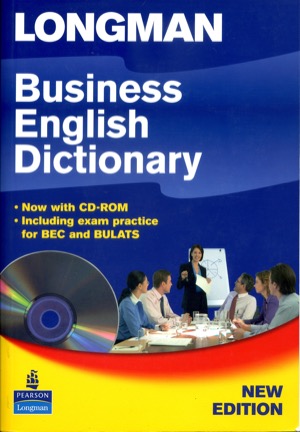 LONGMAN
Business
English
Dictionary
• Now with CD-ROM
• Including exam practice
for BEC and BULATS
NEW
EDITION
PEARSON
Longman